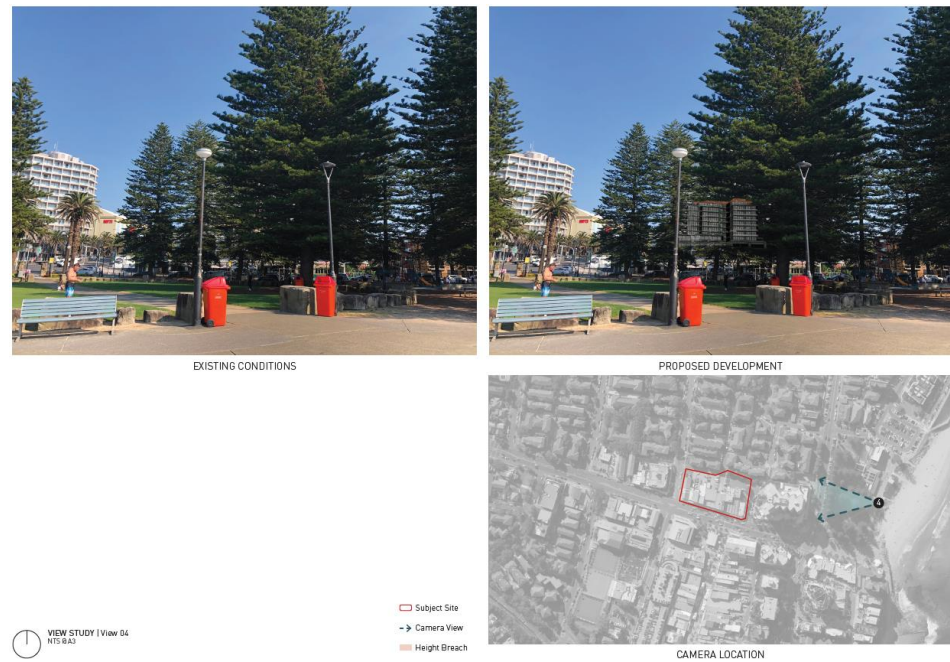 EXISTING CONDITIONS
PROPOSED DEVELOPMENT
4
Subject Site
Camera View
Height Breach
VIEW STUDY | View 04
NTS @ A3
CAMERA LOCATION